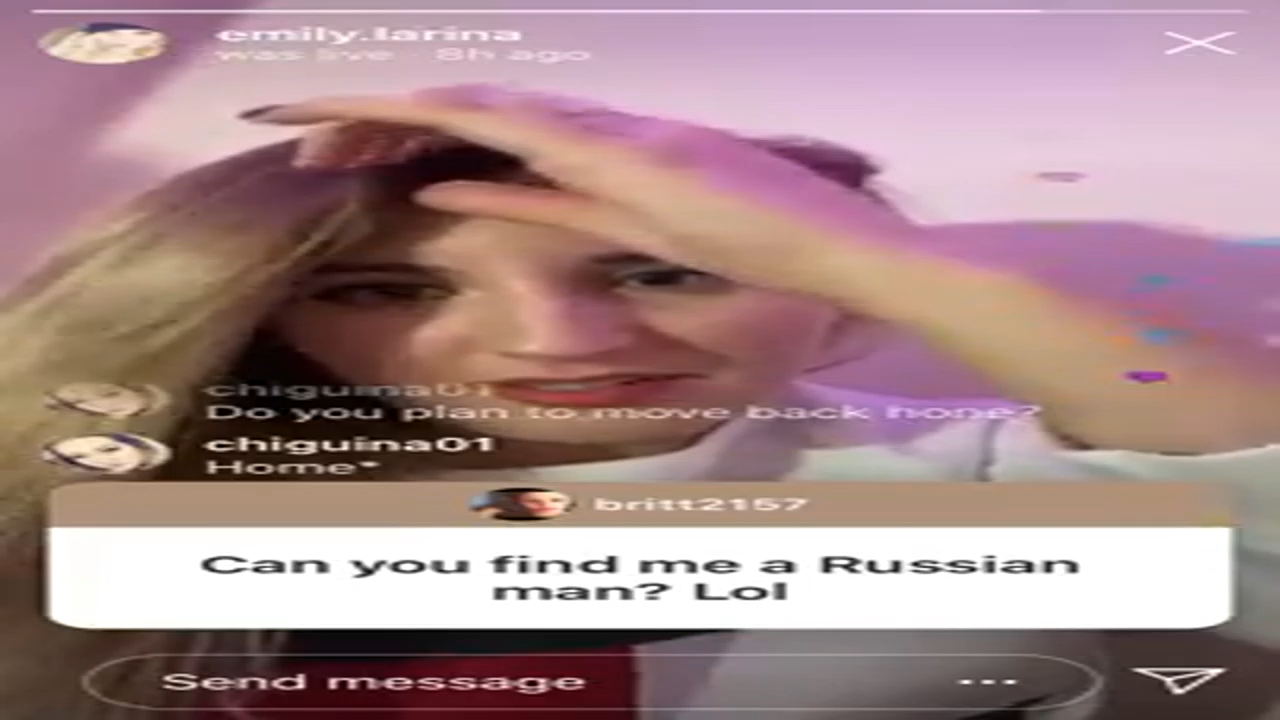 emily.larina
was live 8h ago
chiguina01
Do you plan to move back hone?
chiguina01
Home*
britt2157
Can you find me a Russian
man? Lol
Send message